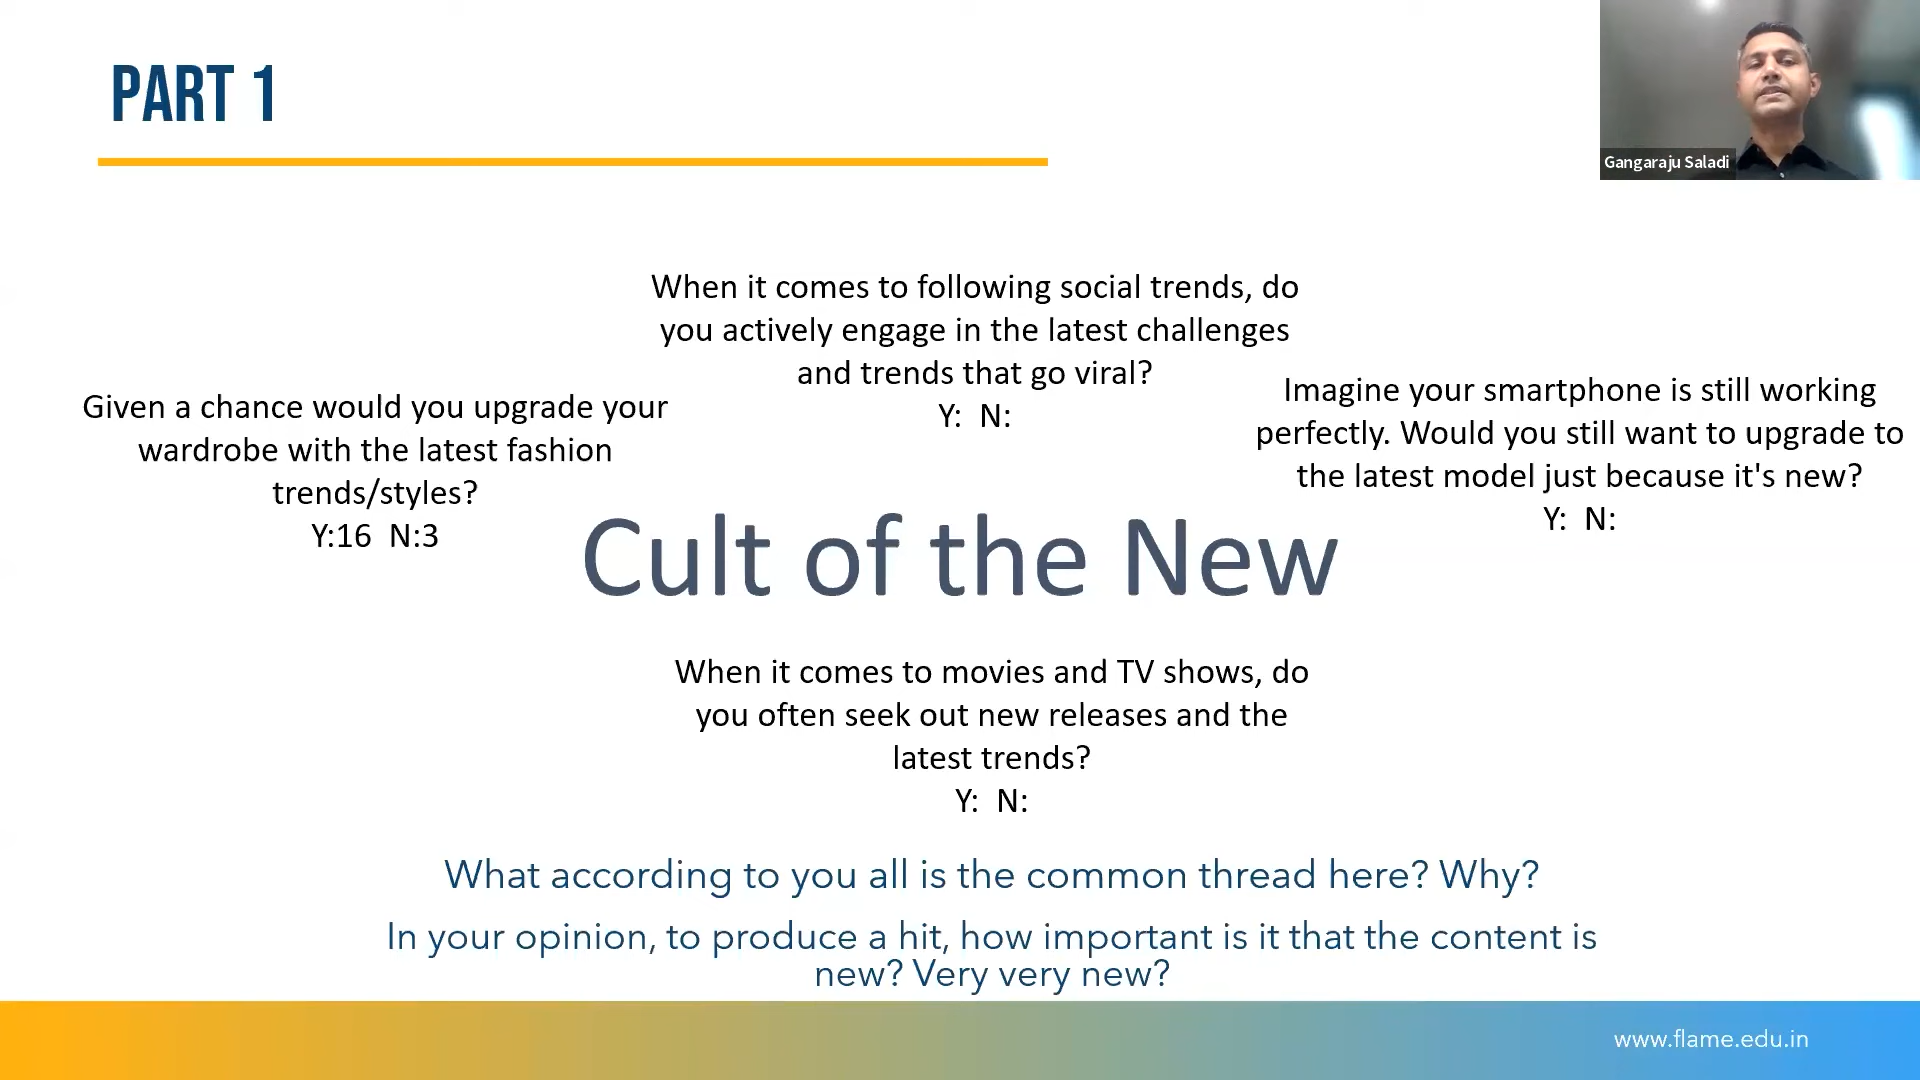 PART 1
Gangaraju Saladi
When it comes to following social trends, do
you actively engage in the latest challenges
and trends that go viral?
Y:  N:
Given a chance would you upgrade your
wardrobe with the latest fashion
trends/styles?
Y:16  N:3
Imagine your smartphone is still working
perfectly. Would you still want to upgrade to
the latest model just because it's new?
Y:  N:
Cult of the New
When it comes to movies and TV shows, do
you often seek out new releases and the
latest trends?
Y:  N:
What according to you all is the common thread here? Why?
In your opinion, to produce a hit, how important is it that the content is
new? Very very new?
www.flame.edu.in